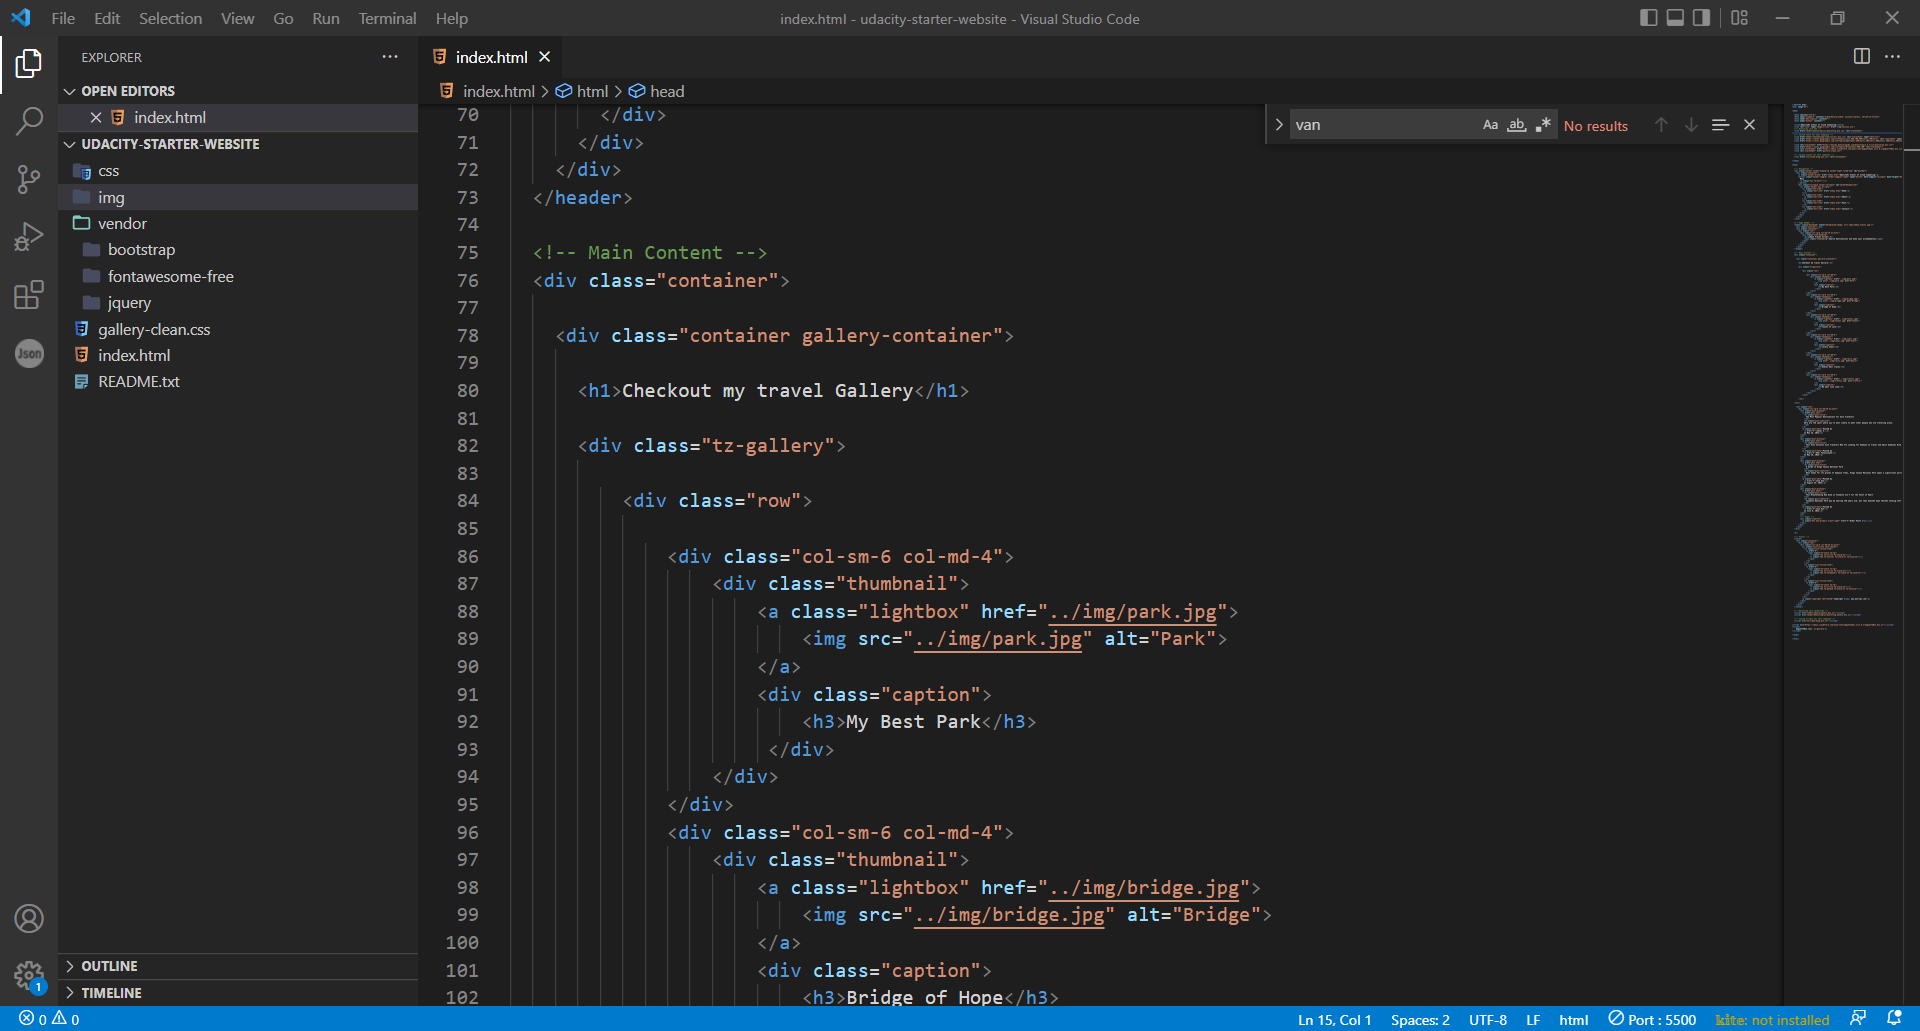 File Edit Selection View Go Run Terminal Help
index.html - udacity-starter-website - Visual Studio Code
EXPLORER
OPEN EDITORS
index.html
UDACITY-STARTER-WEBSITE
css
img
vendor
bootstrap
fontawesome-free
jquery
gallery-clean.css
index.html
README.txt
OUTLINE
TIMELINE
Json
1
index.html
index.html > html > head
van
Aa ab .*
No results
70 </div>
71 </div>
72 </div>
73 </header>
74
75 <!-- Main Content -->
76 <div class="container">
77
78 <div class="container gallery-container">
79
80 <h1>Checkout my travel Gallery</h1>
81
82 <div class="tz-gallery">
83
84 <div class="row">
85
86 <div class="col-sm-6 col-md-4">
87 <div class="thumbnail">
88 <a class="lightbox" href="../img/park.jpg">
89 <img src="../img/park.jpg" alt="Park">
90 </a>
91 <div class="caption">
92 <h3>My Best Park</h3>
93 </div>
94 </div>
95 </div>
96 <div class="col-sm-6 col-md-4">
97 <div class="thumbnail">
98 <a class="lightbox" href="../img/bridge.jpg">
99 <img src="../img/bridge.jpg" alt="Bridge">
100 </a>
101 <div class="caption">
102 <h3>Bridge of Hope</h3>
0 0
Ln 15, Col 1 Spaces: 2 UTF-8 LF html Port : 5500 kite: not installed